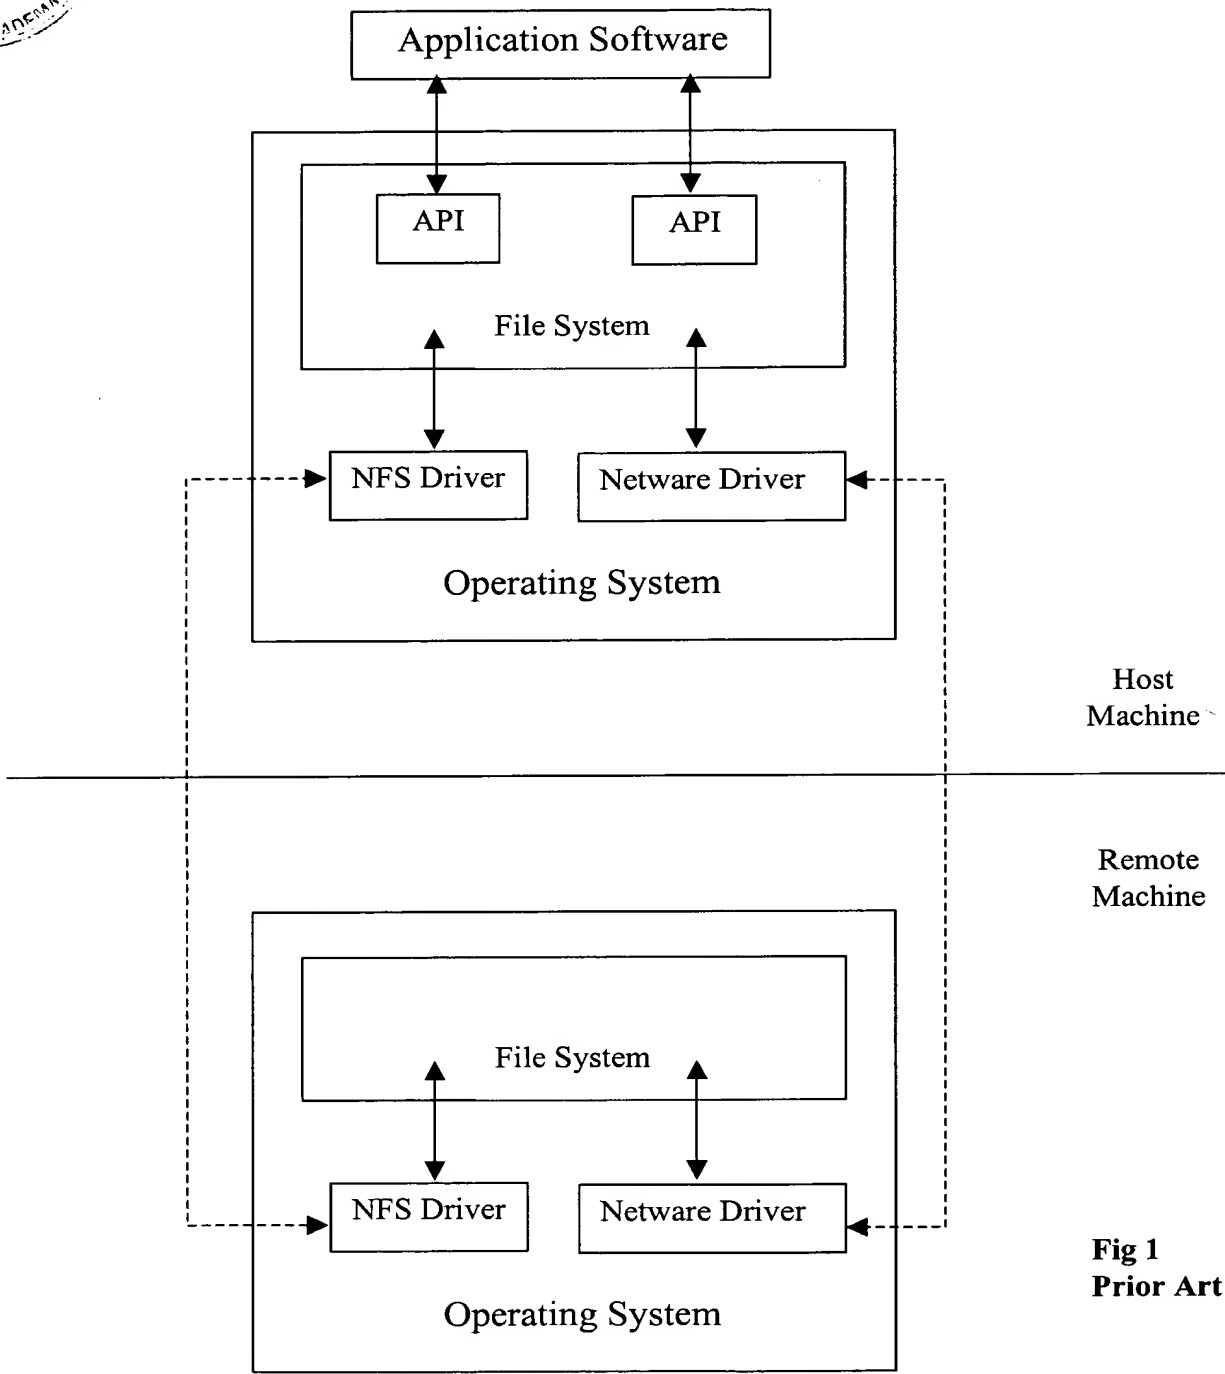 Application Software
API
API
File System
NFS Driver
Netware Driver
Operating System
Host
Machine
Remote
Machine
File System
NFS Driver
Netware Driver
Operating System
Fig 1
Prior Art